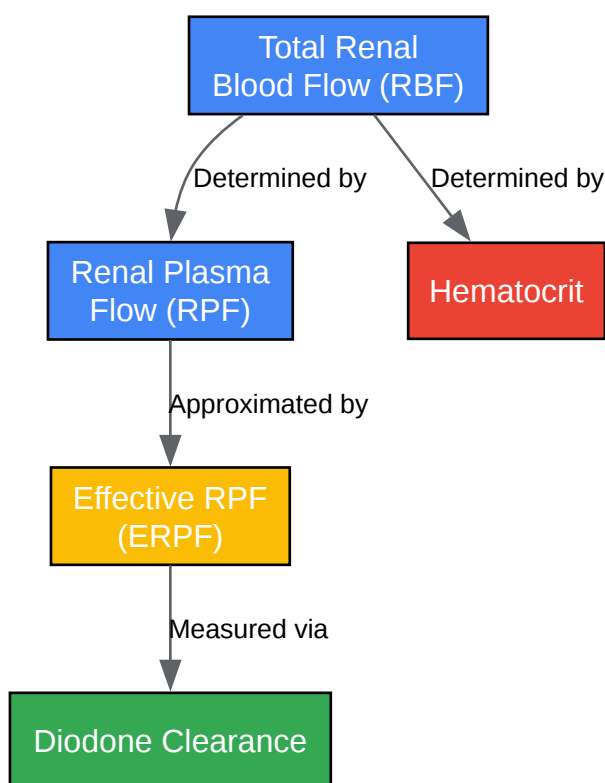 Total Renal
Blood Flow (RBF)
Determined by
Determined by
Renal Plasma
Flow (RPF)
Hematocrit
Approximated by
Effective RPF
(ERPF)
Measured via
Diodone Clearance